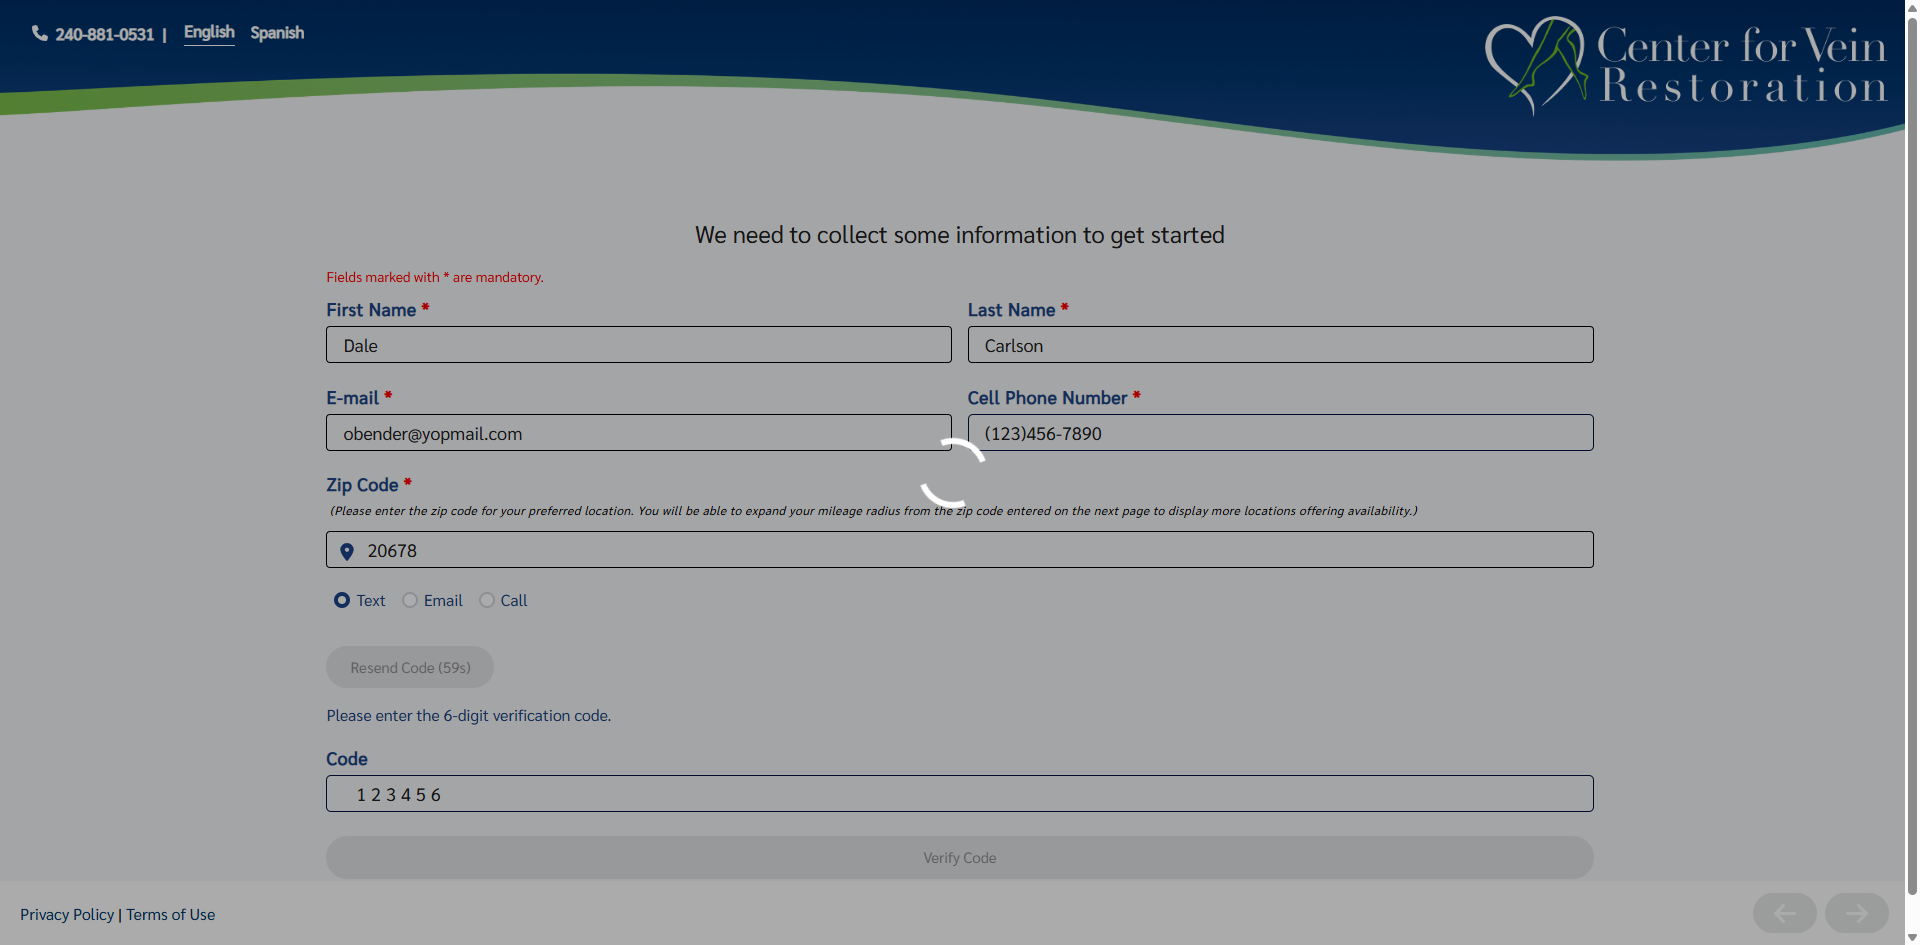 240-881-0531 | English Spanish
Center for Vein
Restoration
We need to collect some information to get started
Fields marked with * are mandatory.
First Name * Last Name *
Dale Carlson
E-mail * Cell Phone Number *
obender@yopmail.com (123)456-7890
Zip Code *
(Please enter the zip code for your preferred location. You will be able to expand your mileage radius from the zip code entered on the next page to display more locations offering availability.)
20678
Text Email Call
Resend Code (59s)
Please enter the 6-digit verification code.
Code
1 2 3 4 5 6
Verify Code
Privacy Policy | Terms of Use